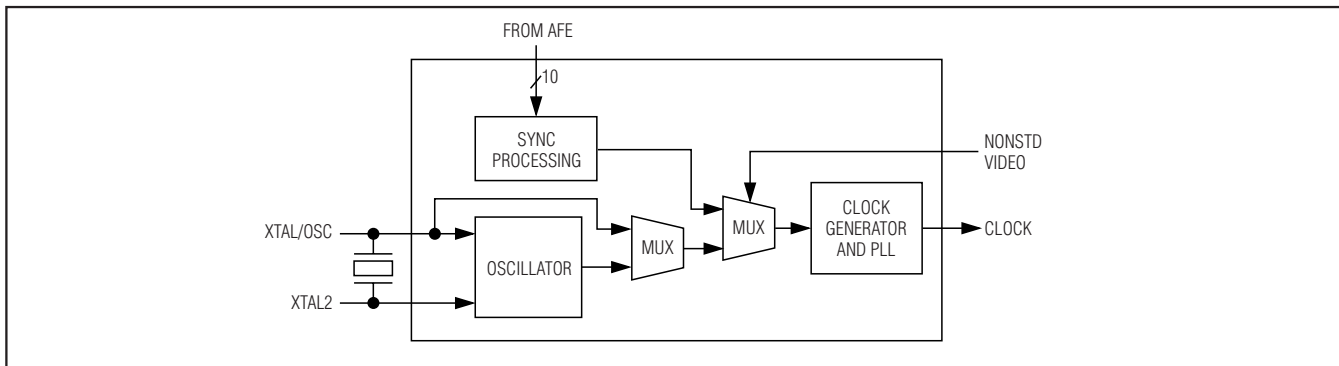 FROM AFE
10
SYNC
PROCESSING
NONSTD
VIDEO
XTAL/OSC
OSCILLATOR
MUX
MUX
CLOCK
GENERATOR
AND PLL
CLOCK
XTAL2